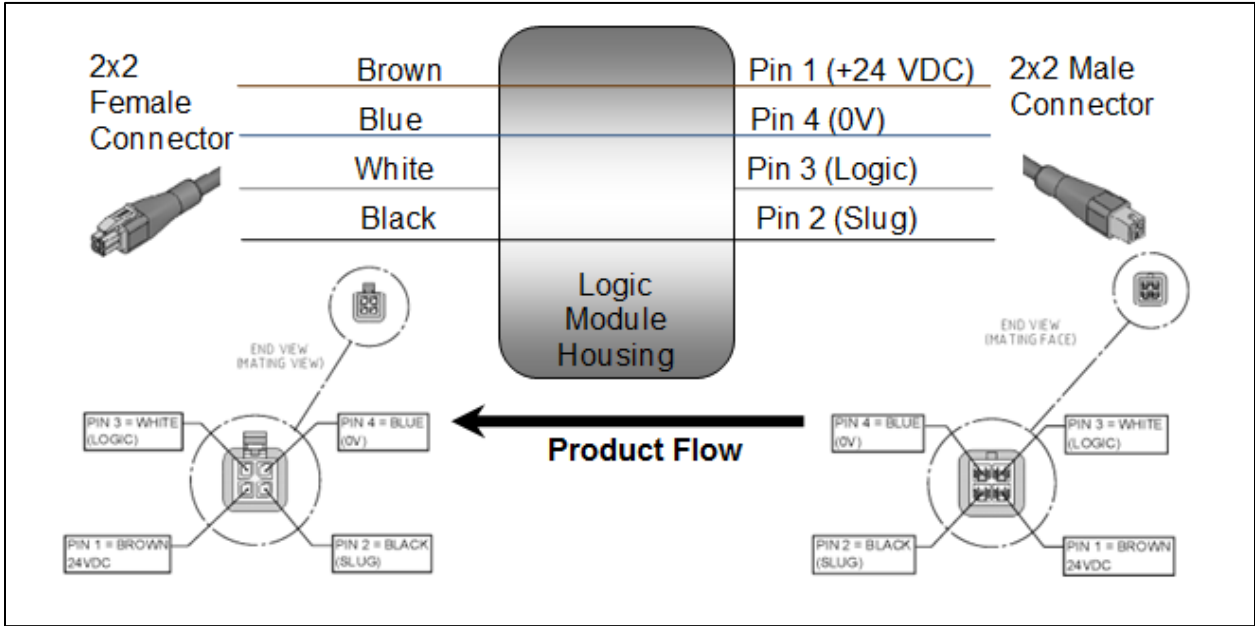 2x2
Female
Connector
Brown
Blue
White
Black
Pin 1 (+24 VDC)
Pin 4 (0V)
Pin 3 (Logic)
Pin 2 (Slug)
2x2 Male
Connector
Logic
Module
Housing
END VIEW
(MATING VIEW)
END VIEW
(MATING FACE)
Product Flow
PIN 3 = WHITE
(LOGIC)
PIN 4 = BLUE
(0V)
PIN 1 = BROWN
24VDC
PIN 2 = BLACK
(SLUG)
PIN 4 = BLUE
(0V)
PIN 3 = WHITE
(LOGIC)
PIN 2 = BLACK
(SLUG)
PIN 1 = BROWN
24VDC